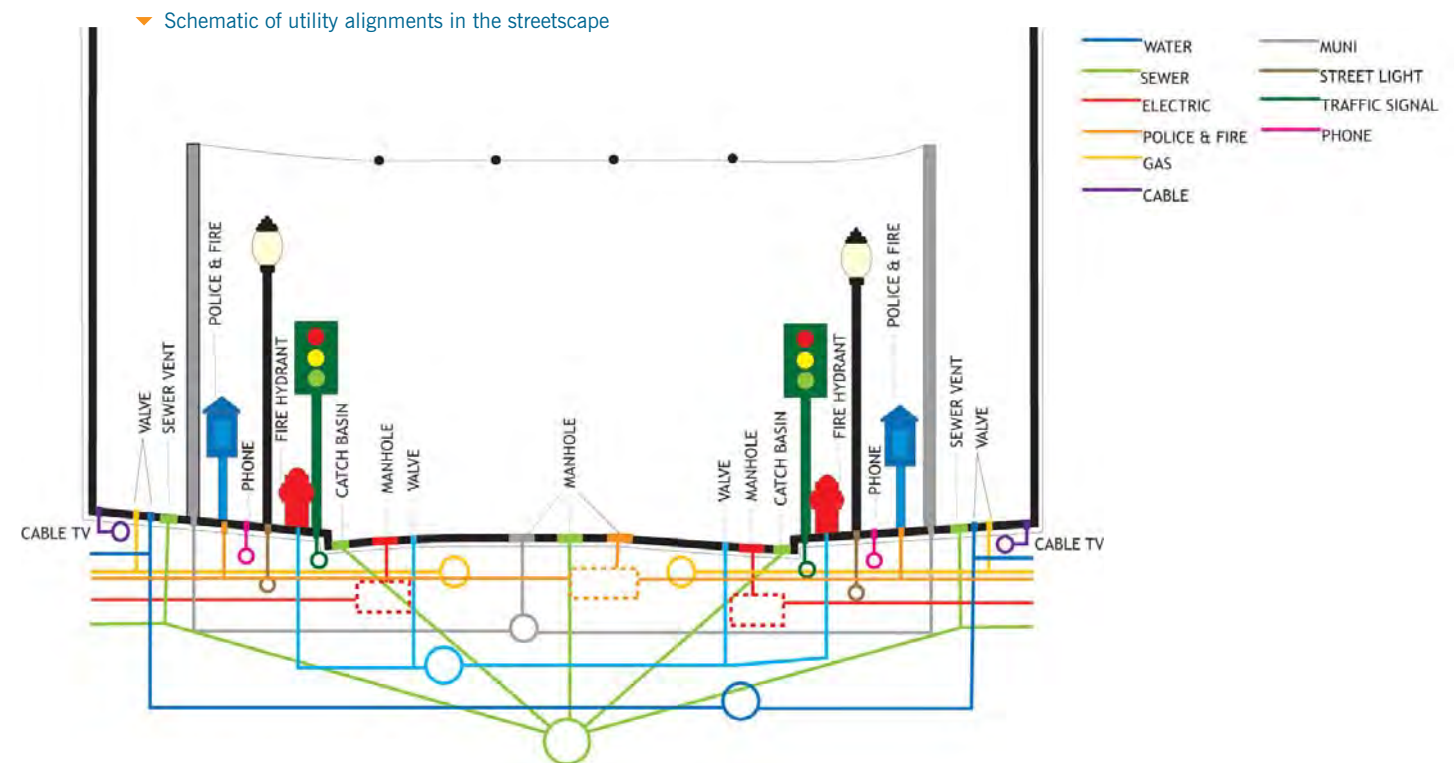 Schematic of utility alignments in the streetscape
WATER
SEWER
ELECTRIC
POLICE & FIRE
GAS
CABLE
MUNI
STREET LIGHT
TRAFFIC SIGNAL
PHONE
CABLE TV
VALVE
SEWER VENT
POLICE & FIRE
PHONE
FIRE HYDRANT
CATCH BASIN
MANHOLE
VALVE
MANHOLE
VALVE
MANHOLE
CATCH BASIN
FIRE HYDRANT
PHONE
POLICE & FIRE
SEWER VENT
VALVE
CABLE TV